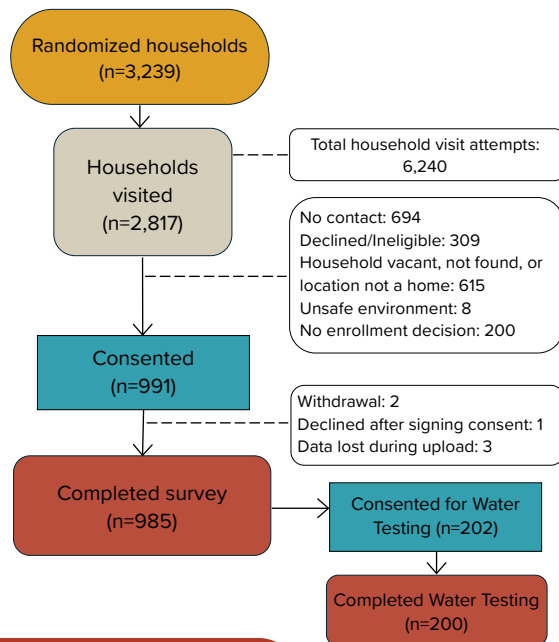 Randomized households
(n=3,239)
Total household visit attempts:
6,240
Households
visited
(n=2,817)
No contact: 694
Declined/Ineligible: 309
Household vacant, not found, or
location not a home: 615
Unsafe environment: 8
No enrollment decision: 200
Consented
(n=991)
Withdrawal: 2
Declined after signing consent: 1
Data lost during upload: 3
Completed survey
(n=985)
Consented for Water
Testing (n=202)
Completed Water Testing
(n=200)